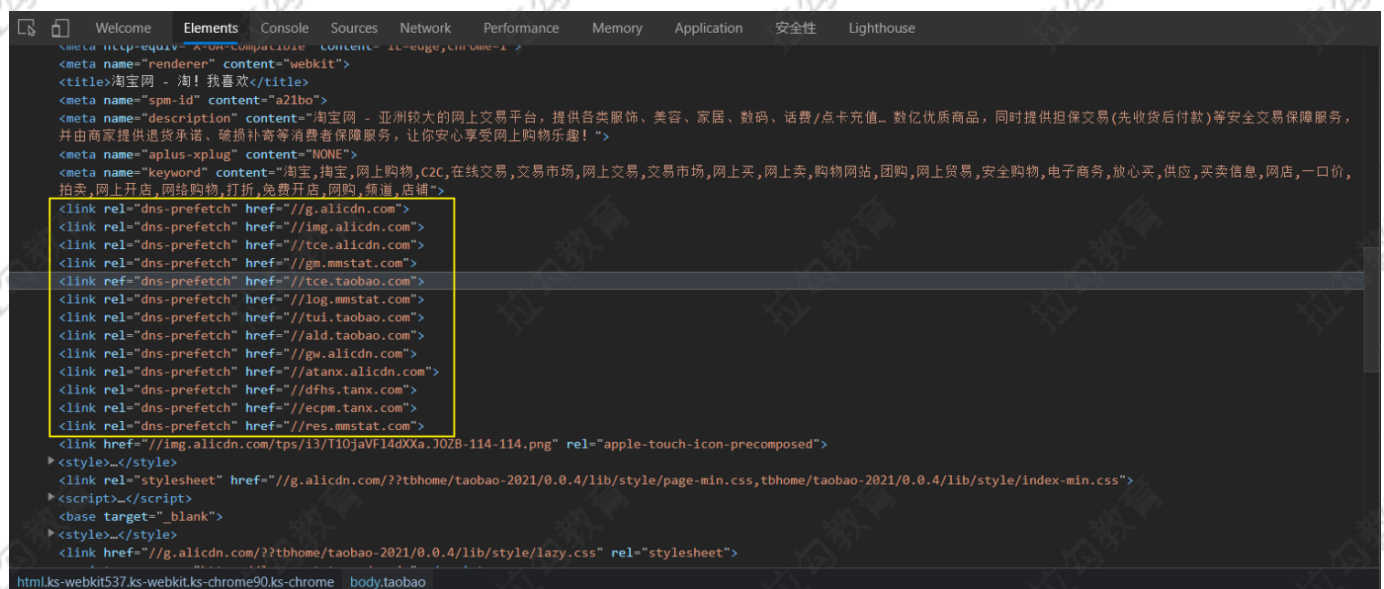 Welcome Elements Console Sources Network Performance Memory Application 安全性 Lighthouse
<meta http-equiv="X-UA-Compatible" content="IE=edge,chrome=1">
<meta name="renderer" content="webkit">
<title>淘宝网 - 淘！我喜欢</title>
<meta name="spm-id" content="a21bo">
<meta name="description" content="淘宝网 - 亚洲较大的网上交易平台，提供各类服饰、美容、家居、数码、话费/点卡充值… 数亿优质商品，同时提供担保交易(先收货后付款)等安全交易保障服务，
并由商家提供退货承诺、破损补寄等消费者保障服务，让你安心享受网上购物乐趣！">
<meta name="aplus-xplug" content="NONE">
<meta name="keyword" content="淘宝,掏宝,网上购物,C2C,在线交易,交易市场,网上交易,交易市场,网上买,网上卖,购物网站,团购,网上贸易,安全购物,电子商务,放心买,供应,买卖信息,网店,一口价,
拍卖,网上开店,网络购物,打折,免费开店,网购,频道,店铺">
<link rel="dns-prefetch" href="//g.alicdn.com">
<link rel="dns-prefetch" href="//img.alicdn.com">
<link rel="dns-prefetch" href="//tce.alicdn.com">
<link rel="dns-prefetch" href="//gm.mmstat.com">
<link ref="dns-prefetch" href="//tce.taobao.com">
<link rel="dns-prefetch" href="//log.mmstat.com">
<link rel="dns-prefetch" href="//tui.taobao.com">
<link rel="dns-prefetch" href="//ald.taobao.com">
<link rel="dns-prefetch" href="//gw.alicdn.com">
<link rel="dns-prefetch" href="//atanx.alicdn.com">
<link rel="dns-prefetch" href="//dfhs.tanx.com">
<link rel="dns-prefetch" href="//ecpm.tanx.com">
<link rel="dns-prefetch" href="//res.mmstat.com">
<link href="//img.alicdn.com/tps/i3/T1OjaVFl4dXXa.JOZB-114-114.png" rel="apple-touch-icon-precomposed">
<style>…</style>
<link rel="stylesheet" href="//g.alicdn.com/??tbhome/taobao-2021/0.0.4/lib/style/page-min.css,tbhome/taobao-2021/0.0.4/lib/style/index-min.css">
<script>…</script>
<base target="_blank">
<style>…</style>
<link href="//g.alicdn.com/??tbhome/taobao-2021/0.0.4/lib/style/lazy.css" rel="stylesheet">
html.ks-webkit537.ks-webkit.ks-chrome90.ks-chrome body.taobao
拉勾教育